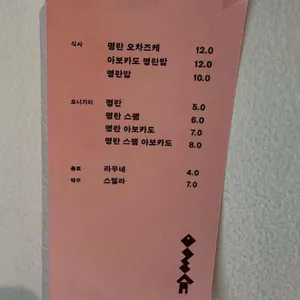 식사 명란 오차즈케 12.0
아보카도 명란밥 12.0
명란밥 10.0
오니기리 명란 5.0
명란 스팸 6.0
명란 아보카도 7.0
명란 스팸 아보카도 8.0
음료 라무네 4.0
맥주 스텔라 7.0